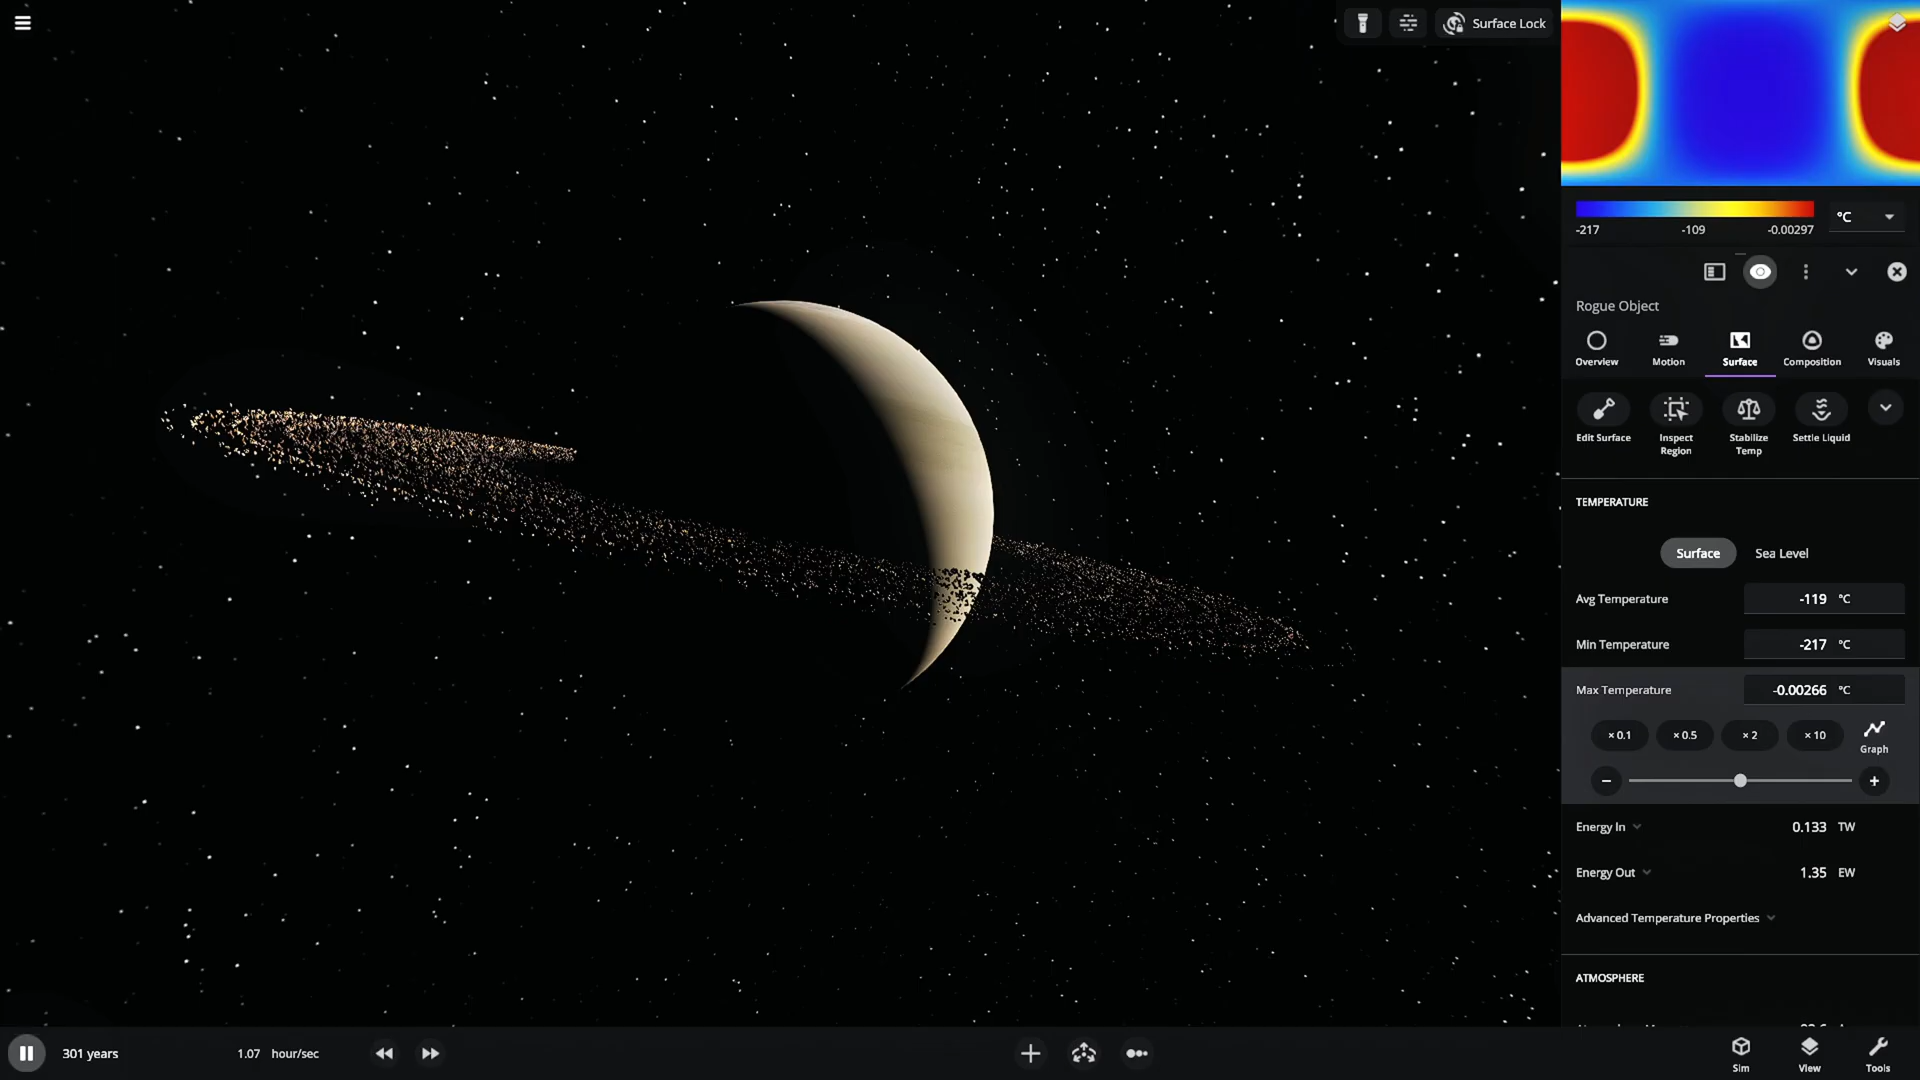 Surface Lock
°C
-217 -109 -0.00297
Rogue Object
Overview Motion Surface Composition Visuals
Edit Surface Inspect Region Stabilize Temp Settle Liquid
TEMPERATURE
Surface Sea Level
Avg Temperature -119 °C
Min Temperature -217 °C
Max Temperature -0.00266 °C
× 0.1 × 0.5 × 2 × 10 Graph
Energy In 0.133 TW
Energy Out 1.35 EW
Advanced Temperature Properties
ATMOSPHERE
301 years 1.07 hour/sec
Sim View Tools